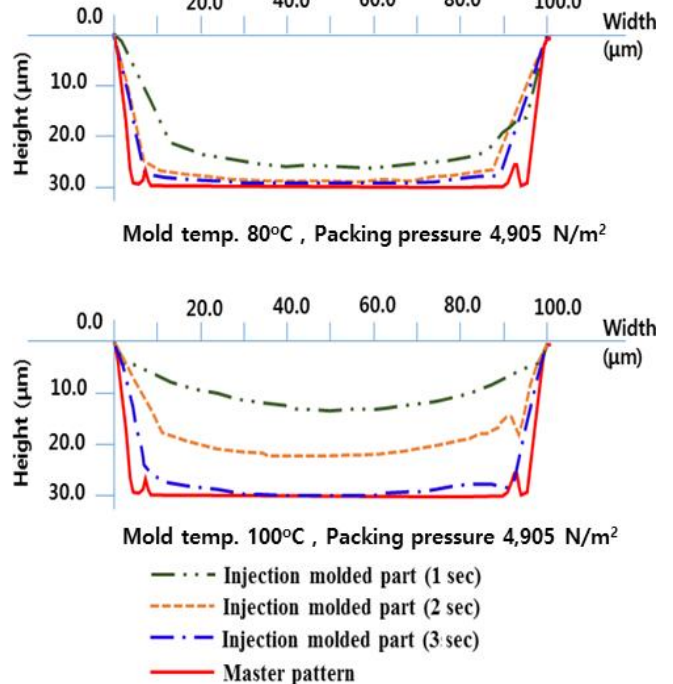 20.0 40.0 60.0 80.0 100.0
0.0
Width
(μm)
10.0
20.0
30.0
Height (μm)
Mold temp. 80°C , Packing pressure 4,905 N/m²
20.0 40.0 60.0 80.0 100.0
0.0
Width
(μm)
10.0
20.0
30.0
Height (μm)
Mold temp. 100°C , Packing pressure 4,905 N/m²
Injection molded part (1 sec)
Injection molded part (2 sec)
Injection molded part (3 sec)
Master pattern